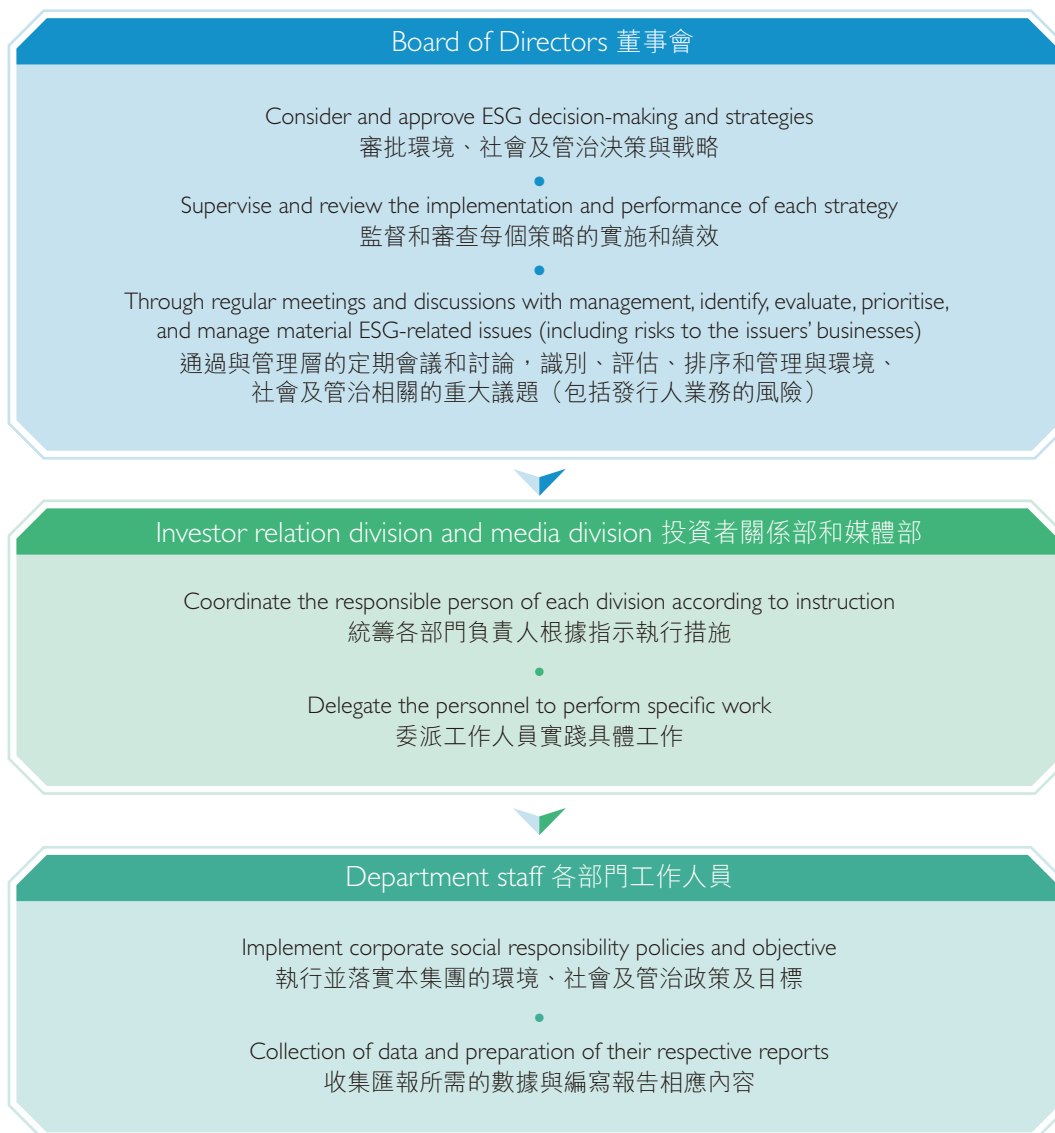 Board of Directors 董事會
Consider and approve ESG decision-making and strategies
審批環境、社會及管治決策與戰略
•
Supervise and review the implementation and performance of each strategy
監督和審查每個策略的實施和績效
•
Through regular meetings and discussions with management, identify, evaluate, prioritise,
and manage material ESG-related issues (including risks to the issuers’ businesses)
通過與管理層的定期會議和討論，識別、評估、排序和管理與環境、
社會及管治相關的重大議題（包括發行人業務的風險）
Investor relation division and media division 投資者關係部和媒體部
Coordinate the responsible person of each division according to instruction
統籌各部門負責人根據指示執行措施
•
Delegate the personnel to perform specific work
委派工作人員實踐具體工作
Department staff 各部門工作人員
Implement corporate social responsibility policies and objective
執行並落實本集團的環境、社會及管治政策及目標
•
Collection of data and preparation of their respective reports
收集匯報所需的數據與編寫報告相應內容